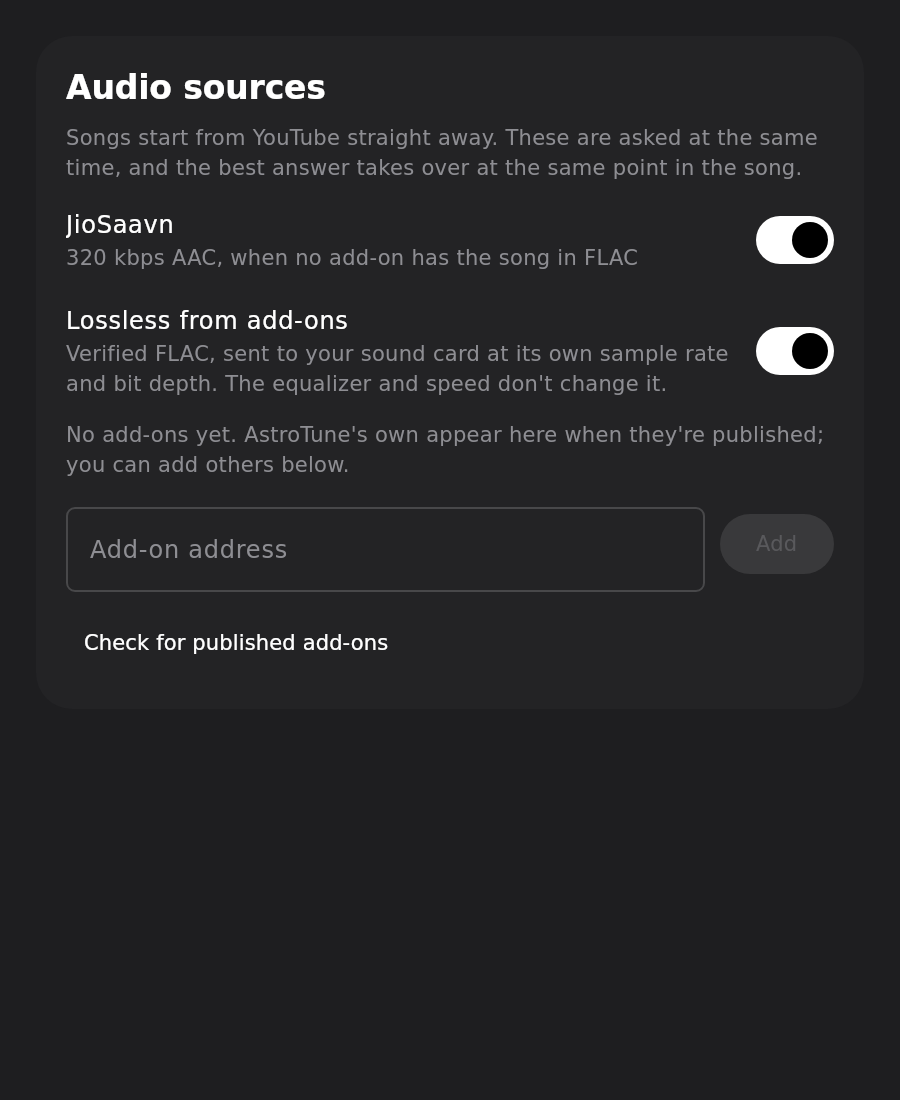 Audio sources
Songs start from YouTube straight away. These are asked at the same
time, and the best answer takes over at the same point in the song.
JioSaavn
320 kbps AAC, when no add-on has the song in FLAC
Lossless from add-ons
Verified FLAC, sent to your sound card at its own sample rate
and bit depth. The equalizer and speed don't change it.
No add-ons yet. AstroTune's own appear here when they're published;
you can add others below.
Add-on address
Add
Check for published add-ons